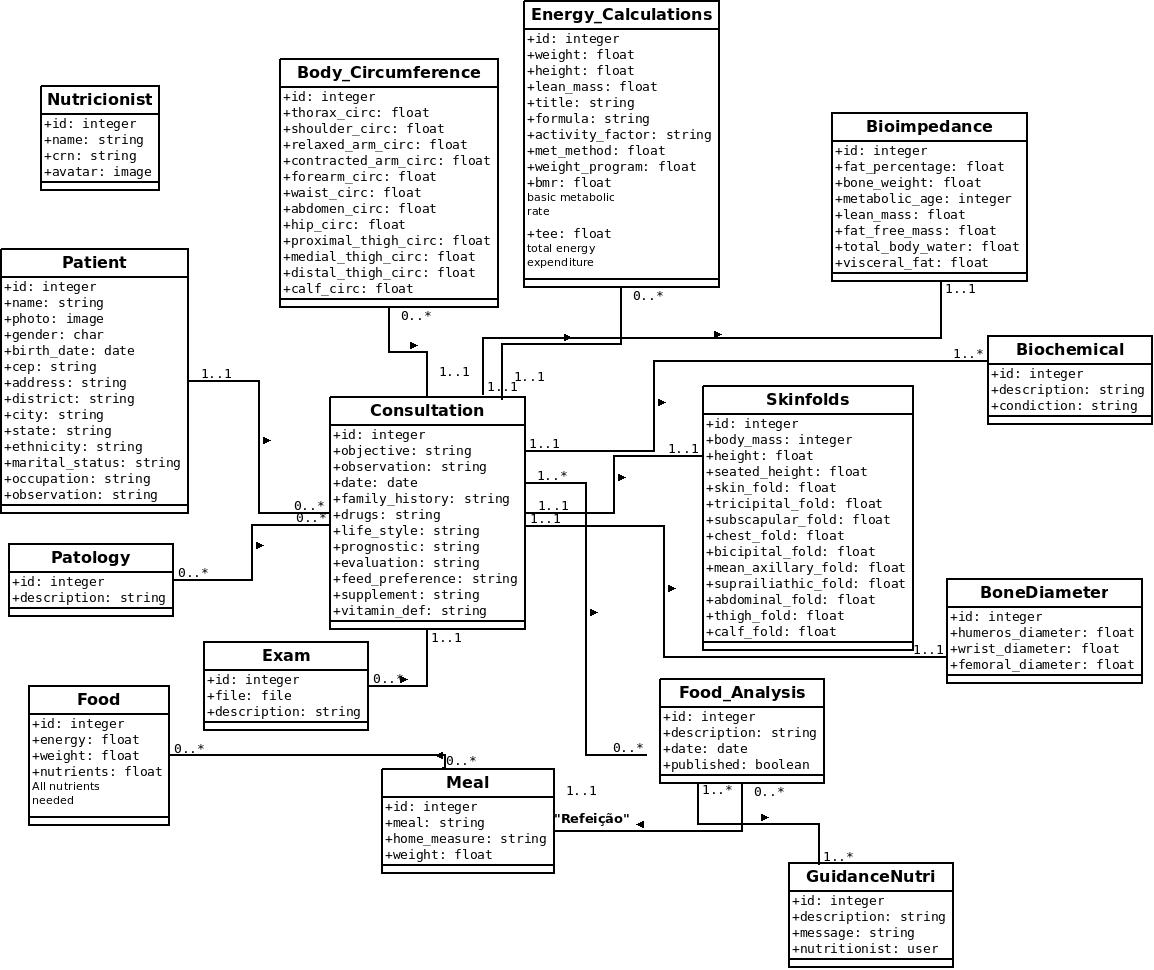 Energy_Calculations
+id: integer
+weight: float
+height: float
+lean_mass: float
+title: string
+formula: string
+activity_factor: string
+met_method: float
+weight_program: float
+bmr: float
basic metabolic
rate
+tee: float
total energy
expenditure
0..*
Body_Circumference
+id: integer
+thorax_circ: float
+shoulder_circ: float
+relaxed_arm_circ: float
+contracted_arm_circ: float
+forearm_circ: float
+waist_circ: float
+abdomen_circ: float
+hip_circ: float
+proximal_thigh_circ: float
+medial_thigh_circ: float
+distal_thigh_circ: float
+calf_circ: float
0..*
Nutricionist
+id: integer
+name: string
+crn: string
+avatar: image
Bioimpedance
+id: integer
+fat_percentage: float
+bone_weight: float
+metabolic_age: integer
+lean_mass: float
+fat_free_mass: float
+total_body_water: float
+visceral_fat: float
1..1
Patient
+id: integer
+name: string
+photo: image
+gender: char
+birth_date: date
+cep: string
+address: string
+district: string
+city: string
+state: string
+ethnicity: string
+marital_status: string
+occupation: string
+observation: string
1..1
0..*
0..*
1..1
1..1
1..1
Biochemical
+id: integer
+description: string
+condiction: string
1..*
Consultation
+id: integer
+objective: string
+observation: string
+date: date
+family_history: string
+drugs: string
+life_style: string
+prognostic: string
+evaluation: string
+feed_preference: string
+supplement: string
+vitamin_def: string
1..1
1..*
1..1
1..1
1..1
Skinfolds
+id: integer
+body_mass: integer
+height: float
+seated_height: float
+skin_fold: float
+tricipital_fold: float
+subscapular_fold: float
+chest_fold: float
+bicipital_fold: float
+mean_axillary_fold: float
+suprailiathic_fold: float
+abdominal_fold: float
+thigh_fold: float
+calf_fold: float
1..1
Patology
+id: integer
+description: string
0..*
BoneDiameter
+id: integer
+humeros_diameter: float
+wrist_diameter: float
+femoral_diameter: float
1..1
Exam
+id: integer
+file: file
+description: string
0..*
Food
+id: integer
+energy: float
+weight: float
+nutrients: float
All nutrients
needed
0..*
Food_Analysis
+id: integer
+description: string
+date: date
+published: boolean
0..*
1..*
0..*
0..*
Meal
+id: integer
+meal: string
+home_measure: string
+weight: float
1..1
"Refeição"
1..*
GuidanceNutri
+id: integer
+description: string
+message: string
+nutritionist: user